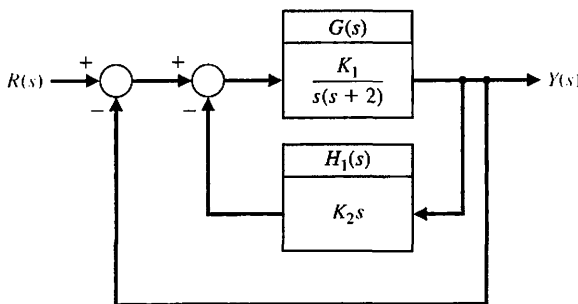 G(s)
R(s)
+
−
+
−
K₁
s(s + 2)
Y(s)
H₁(s)
K₂s